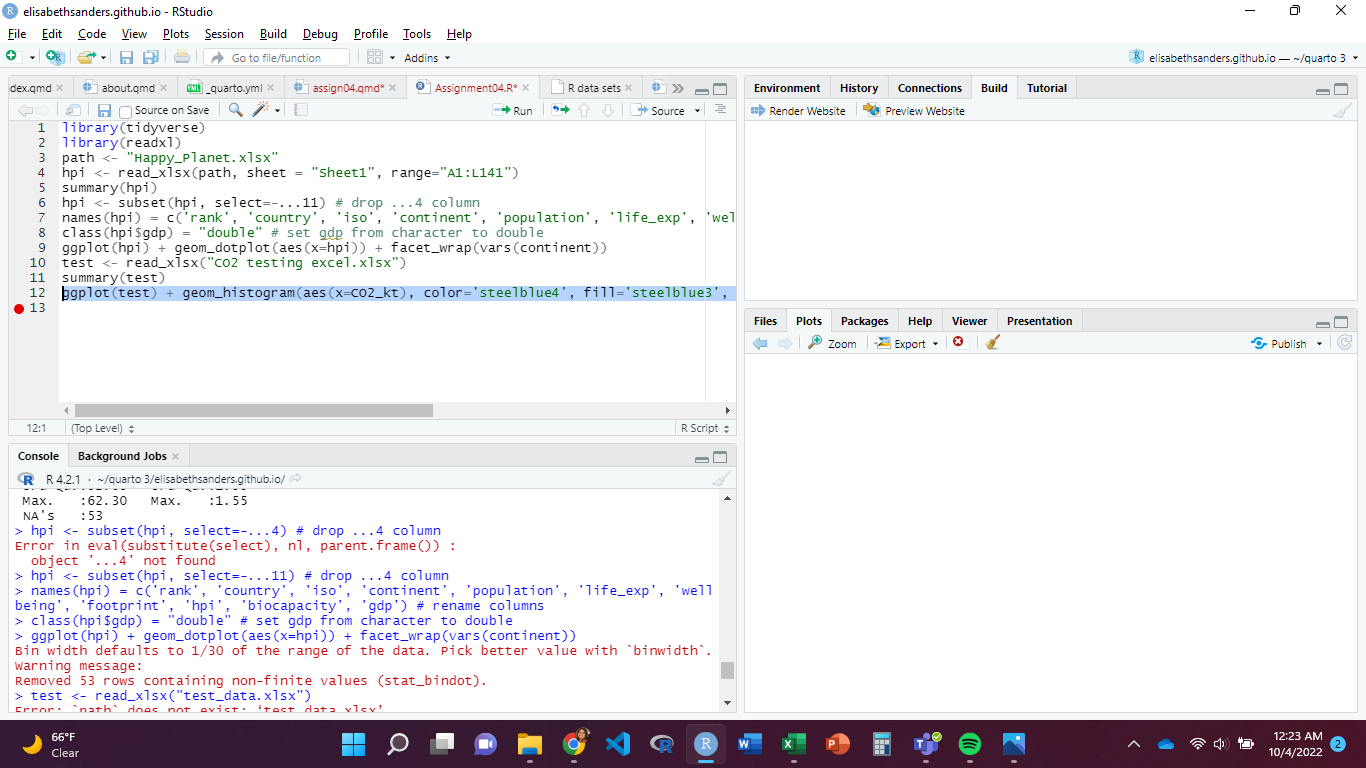 elisabethsanders.github.io - RStudio
File Edit Code View Plots Session Build Debug Profile Tools Help
Go to file/function
Addins
elisabethsanders.github.io — ~/quarto 3
dex.qmd
about.qmd
_quarto.yml
assign04.qmd*
Assignment04.R*
R data sets
Source on Save
Run
Source
1 library(tidyverse)
2 library(readxl)
3 path <- "Happy_Planet.xlsx"
4 hpi <- read_xlsx(path, sheet = "Sheet1", range="A1:L141")
5 summary(hpi)
6 hpi <- subset(hpi, select=-...11) # drop ...4 column
7 names(hpi) = c('rank', 'country', 'iso', 'continent', 'population', 'life_exp', 'wel
8 class(hpi$gdp) = "double" # set gdp from character to double
9 ggplot(hpi) + geom_dotplot(aes(x=hpi)) + facet_wrap(vars(continent))
10 test <- read_xlsx("CO2 testing excel.xlsx")
11 summary(test)
12 ggplot(test) + geom_histogram(aes(x=CO2_kt), color='steelblue4', fill='steelblue3',
13
12:1 (Top Level) R Script
Console Background Jobs
R 4.2.1 · ~/quarto 3/elisabethsanders.github.io/
Max. :62.30 Max. :1.55
NA's :53
> hpi <- subset(hpi, select=-...4) # drop ...4 column
Error in eval(substitute(select), nl, parent.frame()) :
object '...4' not found
> hpi <- subset(hpi, select=-...11) # drop ...4 column
> names(hpi) = c('rank', 'country', 'iso', 'continent', 'population', 'life_exp', 'well
being', 'footprint', 'hpi', 'biocapacity', 'gdp') # rename columns
> class(hpi$gdp) = "double" # set gdp from character to double
> ggplot(hpi) + geom_dotplot(aes(x=hpi)) + facet_wrap(vars(continent))
Bin width defaults to 1/30 of the range of the data. Pick better value with `binwidth`.
Warning message:
Removed 53 rows containing non-finite values (stat_bindot).
> test <- read_xlsx("test_data.xlsx")
Error: `path` does not exist: ‘test_data.xlsx’
Environment History Connections Build Tutorial
Render Website Preview Website
Files Plots Packages Help Viewer Presentation
Zoom Export Publish
66°F
Clear
12:23 AM
10/4/2022
2